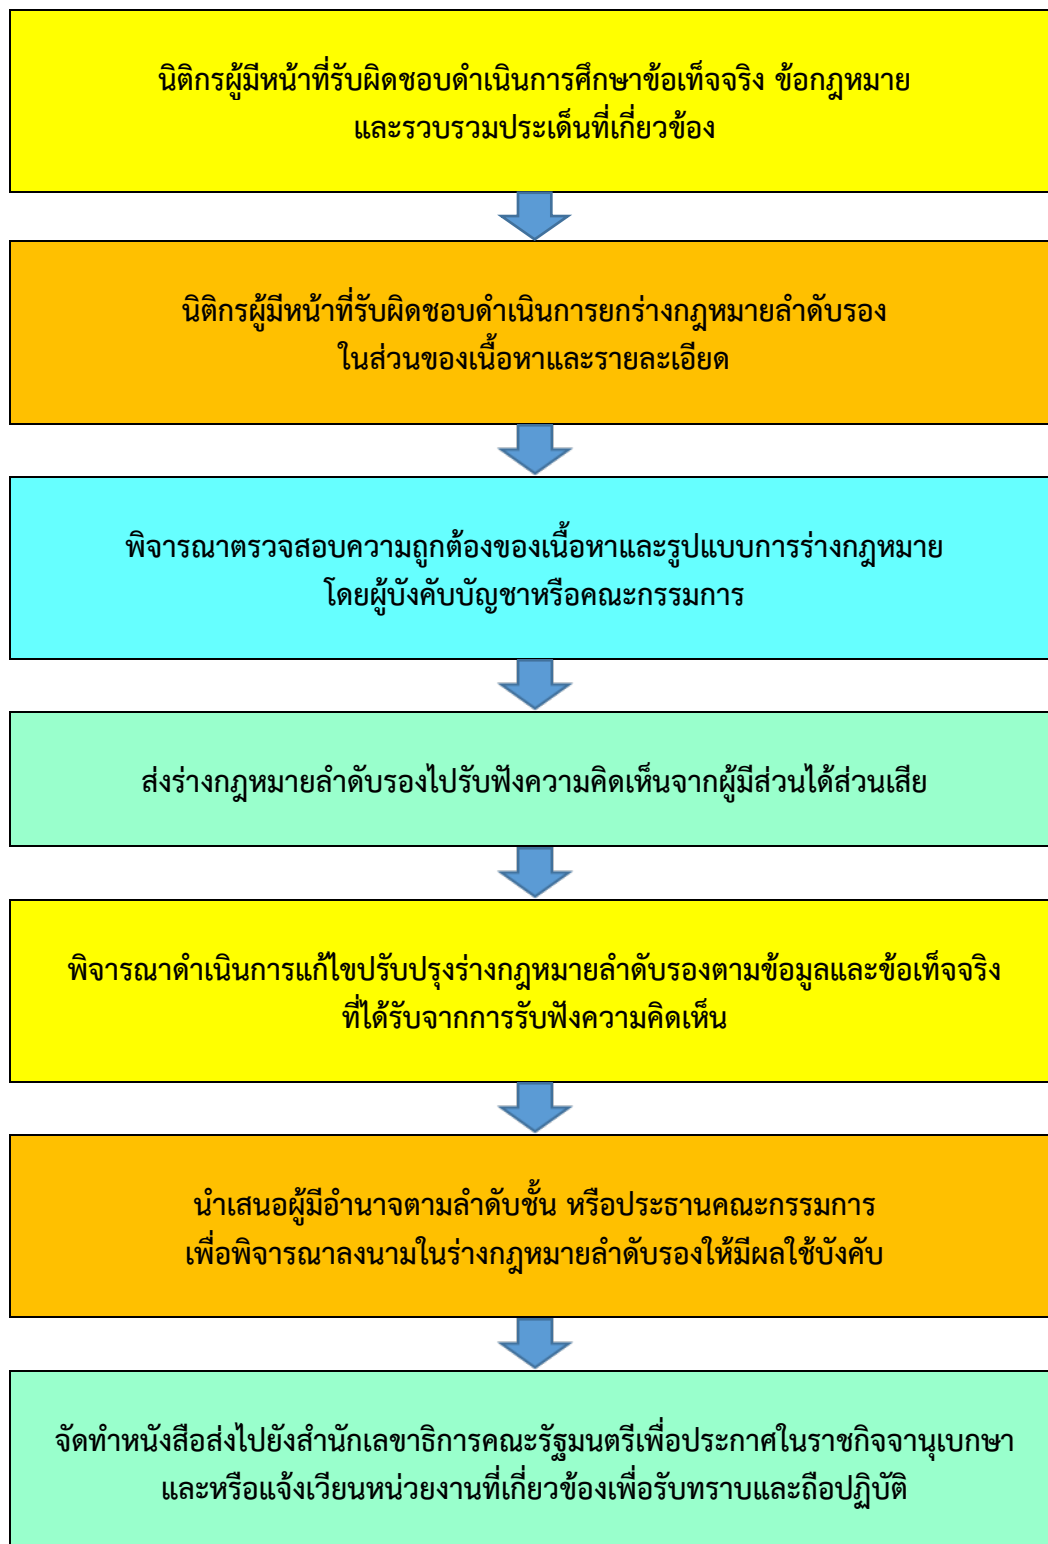 นิติกรผู้มีหน้าที่รับผิดชอบดำเนินการศึกษาข้อเท็จจริง ข้อกฎหมาย
และรวบรวมประเด็นที่เกี่ยวข้อง
นิติกรผู้มีหน้าที่รับผิดชอบดำเนินการยกร่างกฎหมายลำดับรอง
ในส่วนของเนื้อหาและรายละเอียด
พิจารณาตรวจสอบความถูกต้องของเนื้อหาและรูปแบบการร่างกฎหมาย
โดยผู้บังคับบัญชาหรือคณะกรรมการ
ส่งร่างกฎหมายลำดับรองไปรับฟังความคิดเห็นจากผู้มีส่วนได้ส่วนเสีย
พิจารณาดำเนินการแก้ไขปรับปรุงร่างกฎหมายลำดับรองตามข้อมูลและข้อเท็จจริง
ที่ได้รับจากการรับฟังความคิดเห็น
นำเสนอผู้มีอำนาจตามลำดับชั้น หรือประธานคณะกรรมการ
เพื่อพิจารณาลงนามในร่างกฎหมายลำดับรองให้มีผลใช้บังคับ
จัดทำหนังสือส่งไปยังสำนักเลขาธิการคณะรัฐมนตรีเพื่อประกาศในราชกิจจานุเบกษา
และหรือแจ้งเวียนหน่วยงานที่เกี่ยวข้องเพื่อรับทราบและถือปฏิบัติ